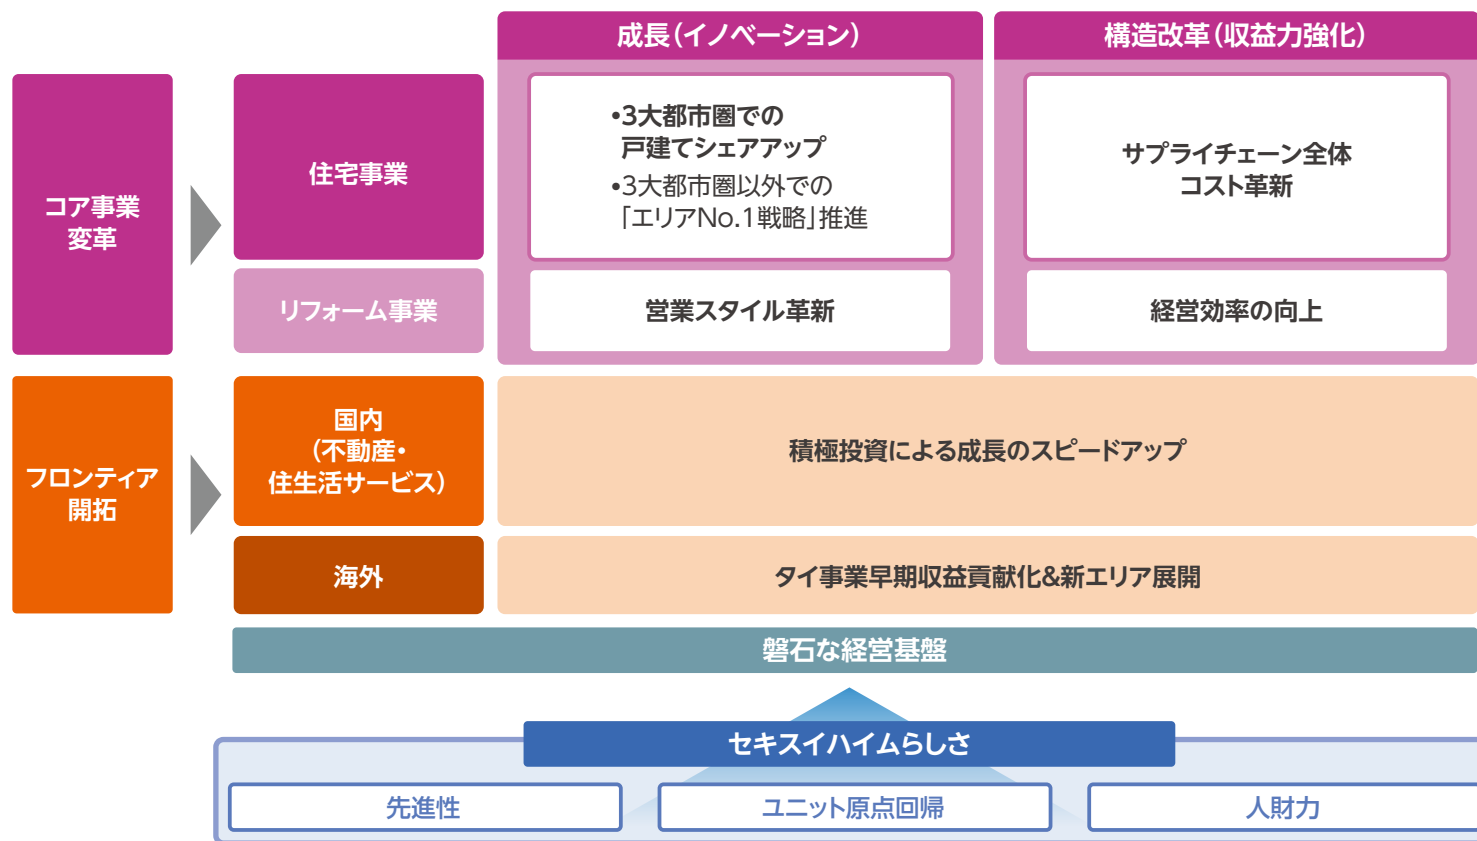 成長(イノベーション)
構造改革(収益力強化)
コア事業
変革
住宅事業
•3大都市圏での
戸建てシェアアップ
•3大都市圏以外での
「エリアNo.1戦略」推進
サプライチェーン全体
コスト革新
リフォーム事業
営業スタイル革新
経営効率の向上
フロンティア
開拓
国内
(不動産・
住生活サービス)
積極投資による成長のスピードアップ
海外
タイ事業早期収益貢献化&新エリア展開
磐石な経営基盤
セキスイハイムらしさ
先進性
ユニット原点回帰
人財力